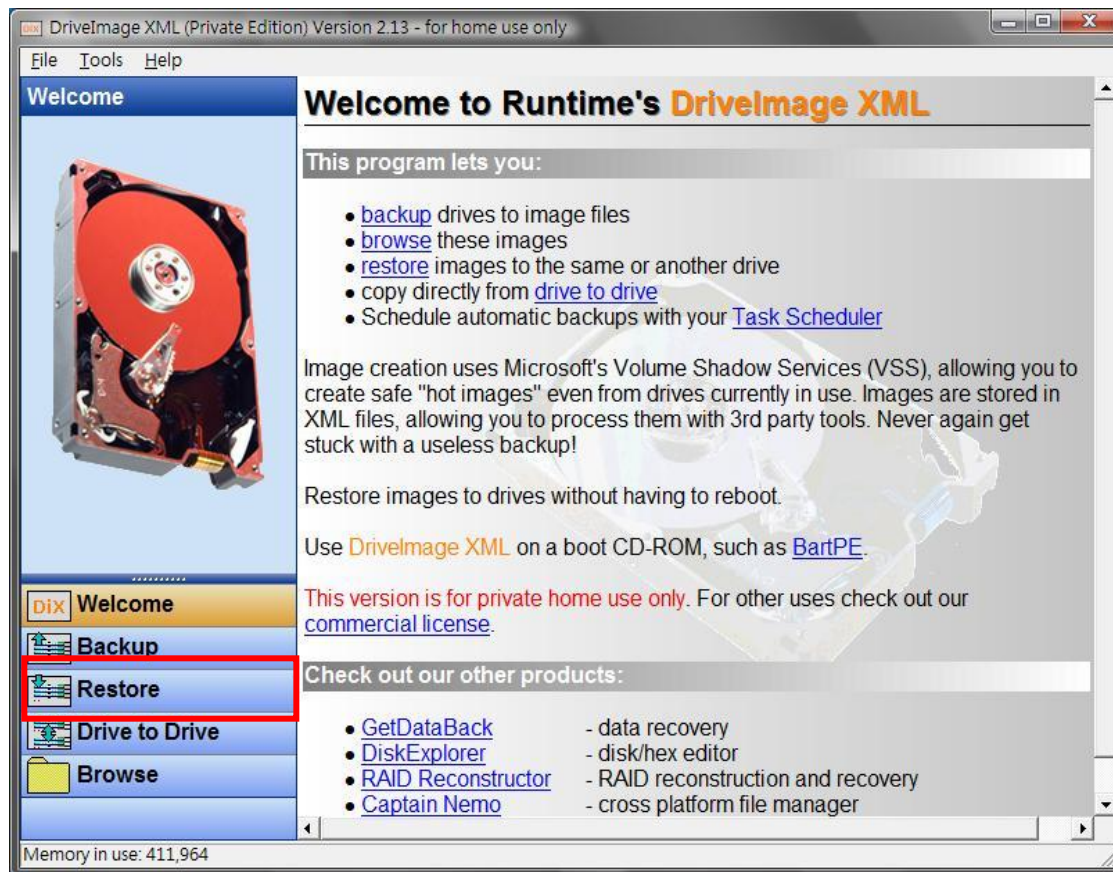 DriveImage XML (Private Edition) Version 2.13 - for home use only
File Tools Help
Welcome
Welcome to Runtime's DriveImage XML
This program lets you:
• backup drives to image files
• browse these images
• restore images to the same or another drive
• copy directly from drive to drive
• Schedule automatic backups with your Task Scheduler
Image creation uses Microsoft's Volume Shadow Services (VSS), allowing you to
create safe "hot images" even from drives currently in use. Images are stored in
XML files, allowing you to process them with 3rd party tools. Never again get
stuck with a useless backup!
Restore images to drives without having to reboot.
Use DriveImage XML on a boot CD-ROM, such as BartPE.
This version is for private home use only. For other uses check out our
commercial license.
Check out our other products:
• GetDataBack - data recovery
• DiskExplorer - disk/hex editor
• RAID Reconstructor - RAID reconstruction and recovery
• Captain Nemo - cross platform file manager
DiX Welcome
Backup
Restore
Drive to Drive
Browse
Memory in use: 411,964